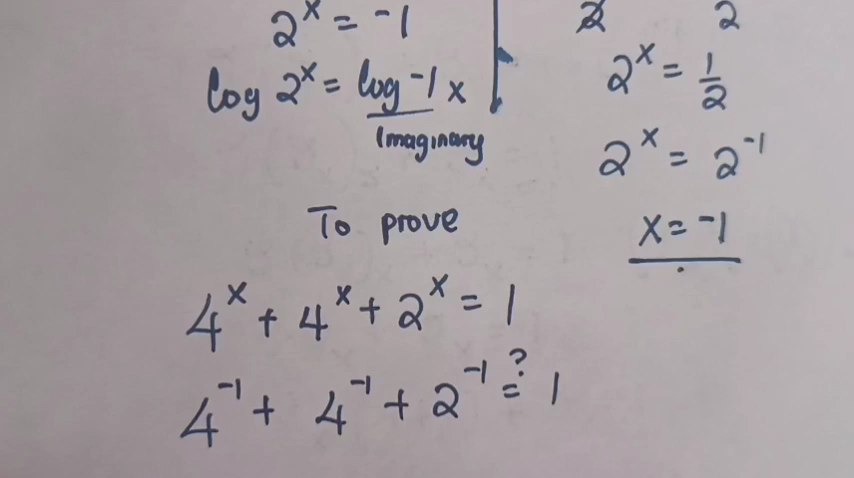 2^x = -1
log 2^x = log -1 x
Imaginary
2 2
2^x = 1/2
2^x = 2^-1
x = -1
To prove
4^x + 4^x + 2^x = 1
4^-1 + 4^-1 + 2^-1 =? 1